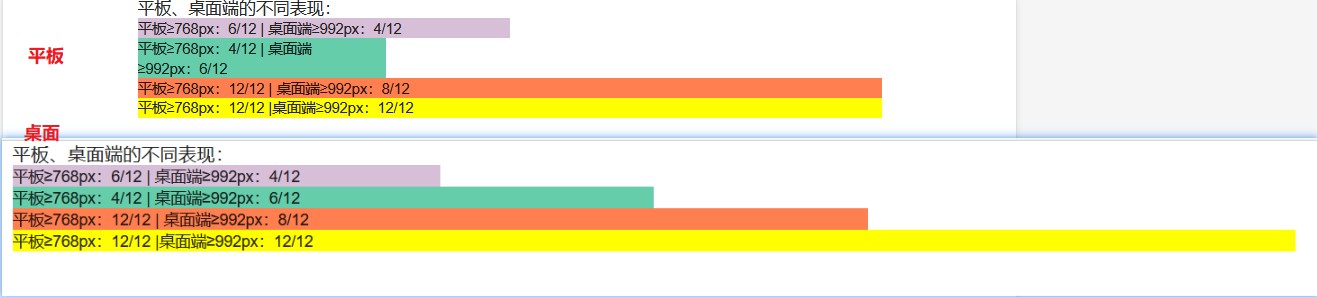 平板、桌面端的不同表现：
平板≥768px：6/12 | 桌面端≥992px：4/12
平板
平板≥768px：4/12 | 桌面端
≥992px：6/12
平板≥768px：12/12 | 桌面端≥992px：8/12
平板≥768px：12/12 |桌面端≥992px：12/12
桌面
平板、桌面端的不同表现：
平板≥768px：6/12 | 桌面端≥992px：4/12
平板≥768px：4/12 | 桌面端≥992px：6/12
平板≥768px：12/12 | 桌面端≥992px：8/12
平板≥768px：12/12 |桌面端≥992px：12/12